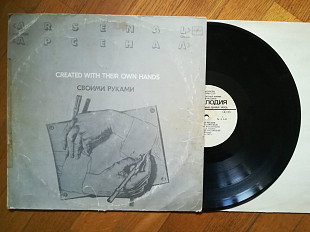 ARSENAL
АРСЕНАЛ
CREATED WITH THEIR OWN HANDS
СВОИМИ РУКАМИ
МЕЛОДИЯ